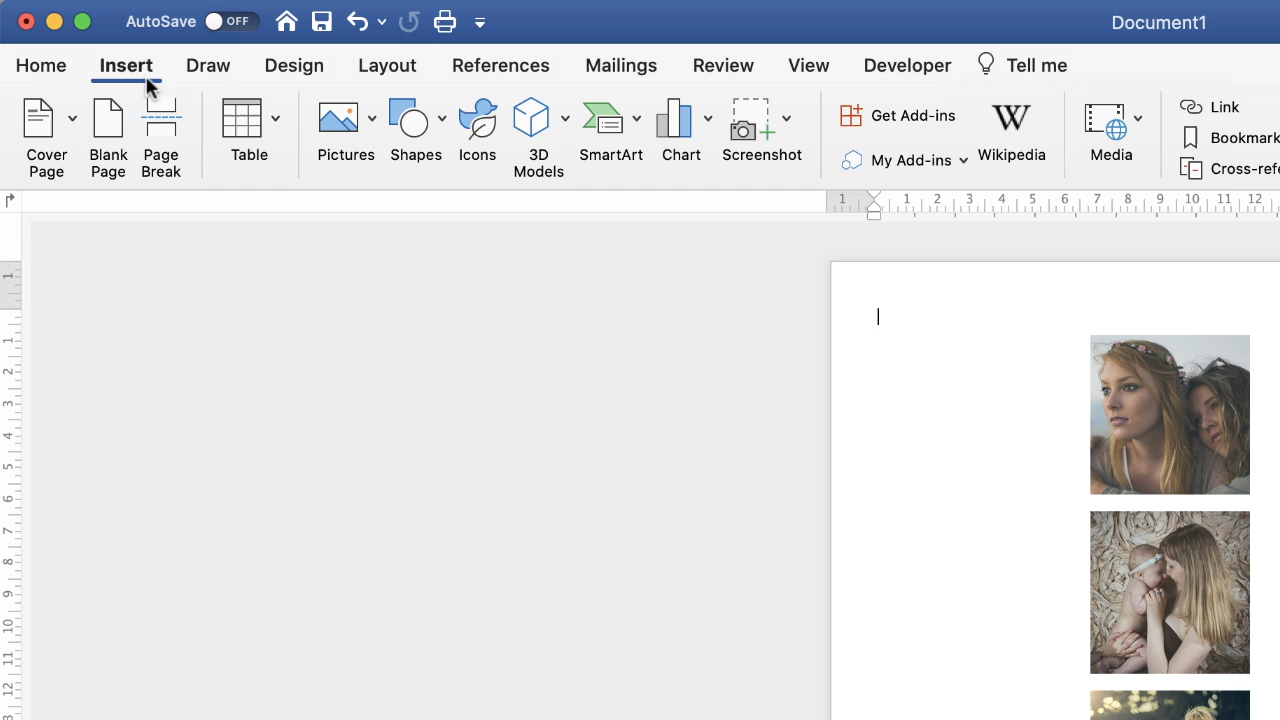 AutoSave OFF Document1
Home Insert Draw Design Layout References Mailings Review View Developer Tell me
Cover Page
Blank Page
Page Break
Table
Pictures
Shapes
Icons
3D Models
SmartArt
Chart
Screenshot
Get Add-ins
My Add-ins
W
Wikipedia
Media
Link
Bookmark
Cross-refe
1 1 2 3 4 5 6 7 8 9 10 11 12
1
1
2
3
4
5
6
7
8
9
10
11
12